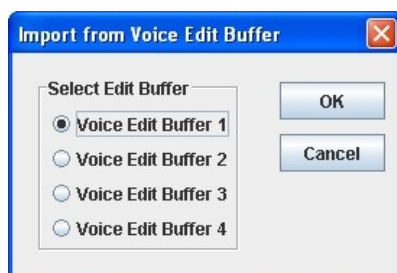 Import from Voice Edit Buffer
Select Edit Buffer
Voice Edit Buffer 1
Voice Edit Buffer 2
Voice Edit Buffer 3
Voice Edit Buffer 4
OK
Cancel